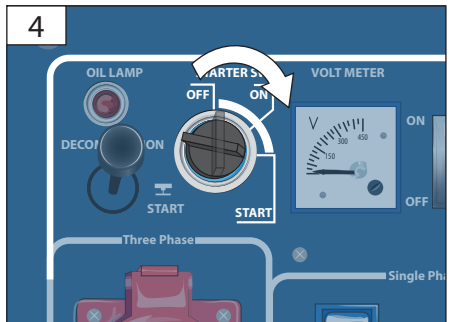 4
OIL LAMP
STARTER S
VOLT METER
OFF
ON
V
150
300
450
ON
OFF
ON
START
START
Three Phase
Single Pha